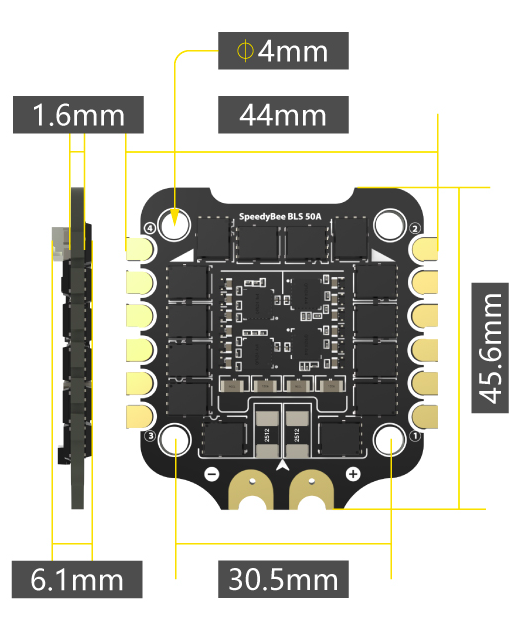 Φ4mm
1.6mm
44mm
SpeedyBee BLS 50A
④
②
45.6mm
2512
2512
③
①
6.1mm
30.5mm